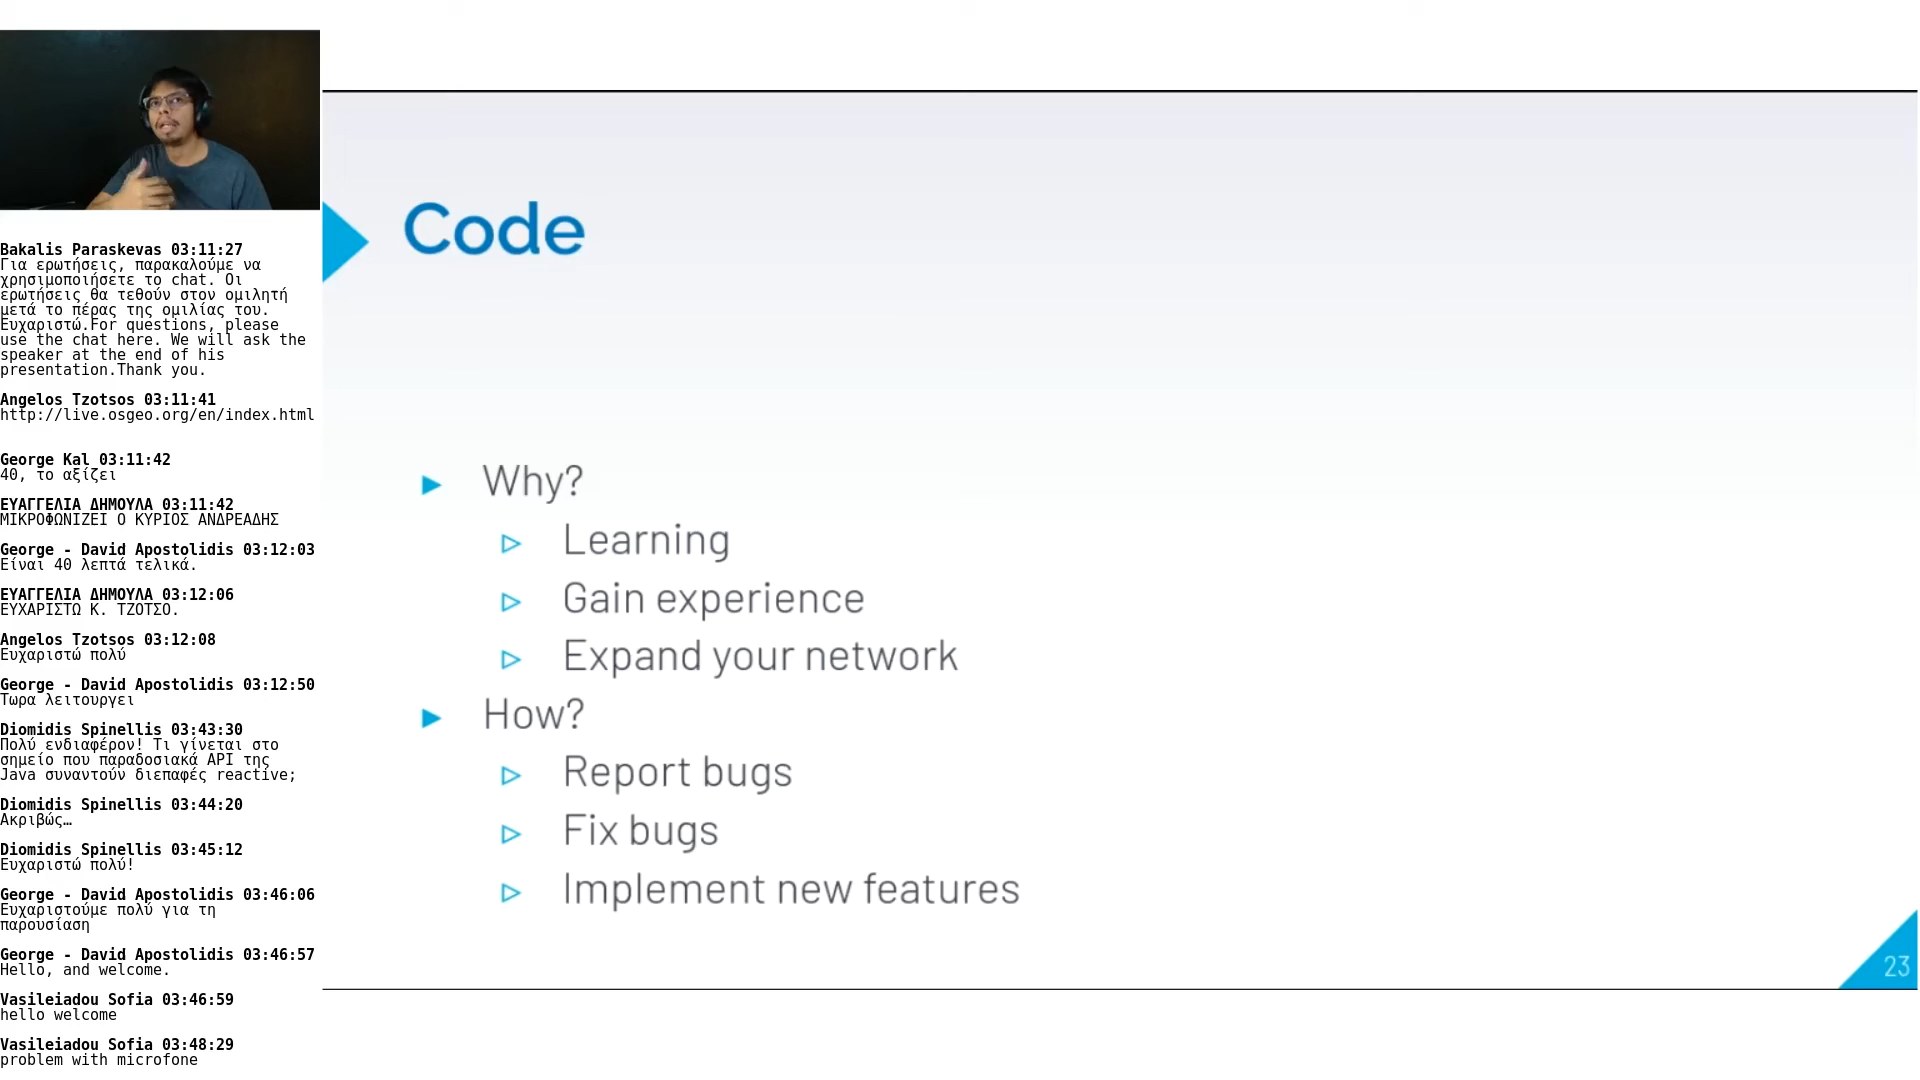 Bakalis Paraskevas 03:11:27
Για ερωτήσεις, παρακαλούμε να
χρησιμοποιήσετε το chat. Οι
ερωτήσεις θα τεθούν στον ομιλητή
μετά το πέρας της ομιλίας του.
Ευχαριστώ.For questions, please
use the chat here. We will ask the
speaker at the end of his
presentation.Thank you.
Angelos Tzotsos 03:11:41
http://live.osgeo.org/en/index.html
George Kal 03:11:42
40, το αξίζει
ΕΥΑΓΓΕΛΙΑ ΔΗΜΟΥΛΑ 03:11:42
ΜΙΚΡΟΦΩΝΙΖΕΙ Ο ΚΥΡΙΟΣ ΑΝΔΡΕΑΔΗΣ
George - David Apostolidis 03:12:03
Είναι 40 λεπτά τελικά.
ΕΥΑΓΓΕΛΙΑ ΔΗΜΟΥΛΑ 03:12:06
ΕΥΧΑΡΙΣΤΩ Κ. ΤΖΟΤΣΟ.
Angelos Tzotsos 03:12:08
Ευχαριστώ πολύ
George - David Apostolidis 03:12:50
Τωρα λειτουργει
Diomidis Spinellis 03:43:30
Πολύ ενδιαφέρον! Τι γίνεται στο
σημείο που παραδοσιακά API της
Java συναντούν διεπαφές reactive;
Diomidis Spinellis 03:44:20
Ακριβώς…
Diomidis Spinellis 03:45:12
Ευχαριστώ πολύ!
George - David Apostolidis 03:46:06
Ευχαριστούμε πολύ για τη
παρουσίαση
George - David Apostolidis 03:46:57
Hello, and welcome.
Vasileiadou Sofia 03:46:59
hello welcome
Vasileiadou Sofia 03:48:29
problem with microfone
Code
Why?
Learning
Gain experience
Expand your network
How?
Report bugs
Fix bugs
Implement new features
23